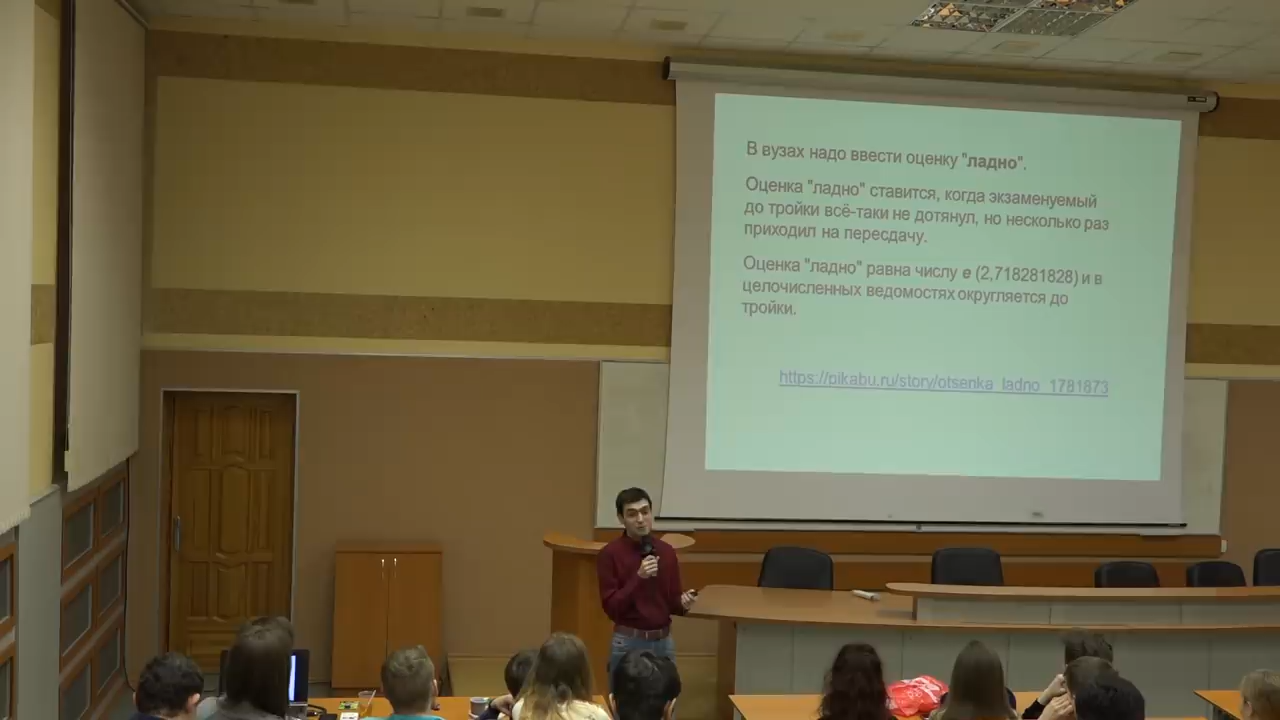 В вузах надо ввести оценку "ладно".
Оценка "ладно" ставится, когда экзаменуемый
до тройки всё-таки не дотянул, но несколько раз
приходил на пересдачу.
Оценка "ладно" равна числу e (2,718281828) и в
целочисленных ведомостях округляется до
тройки.
https://pikabu.ru/story/otsenka_ladno_1781873